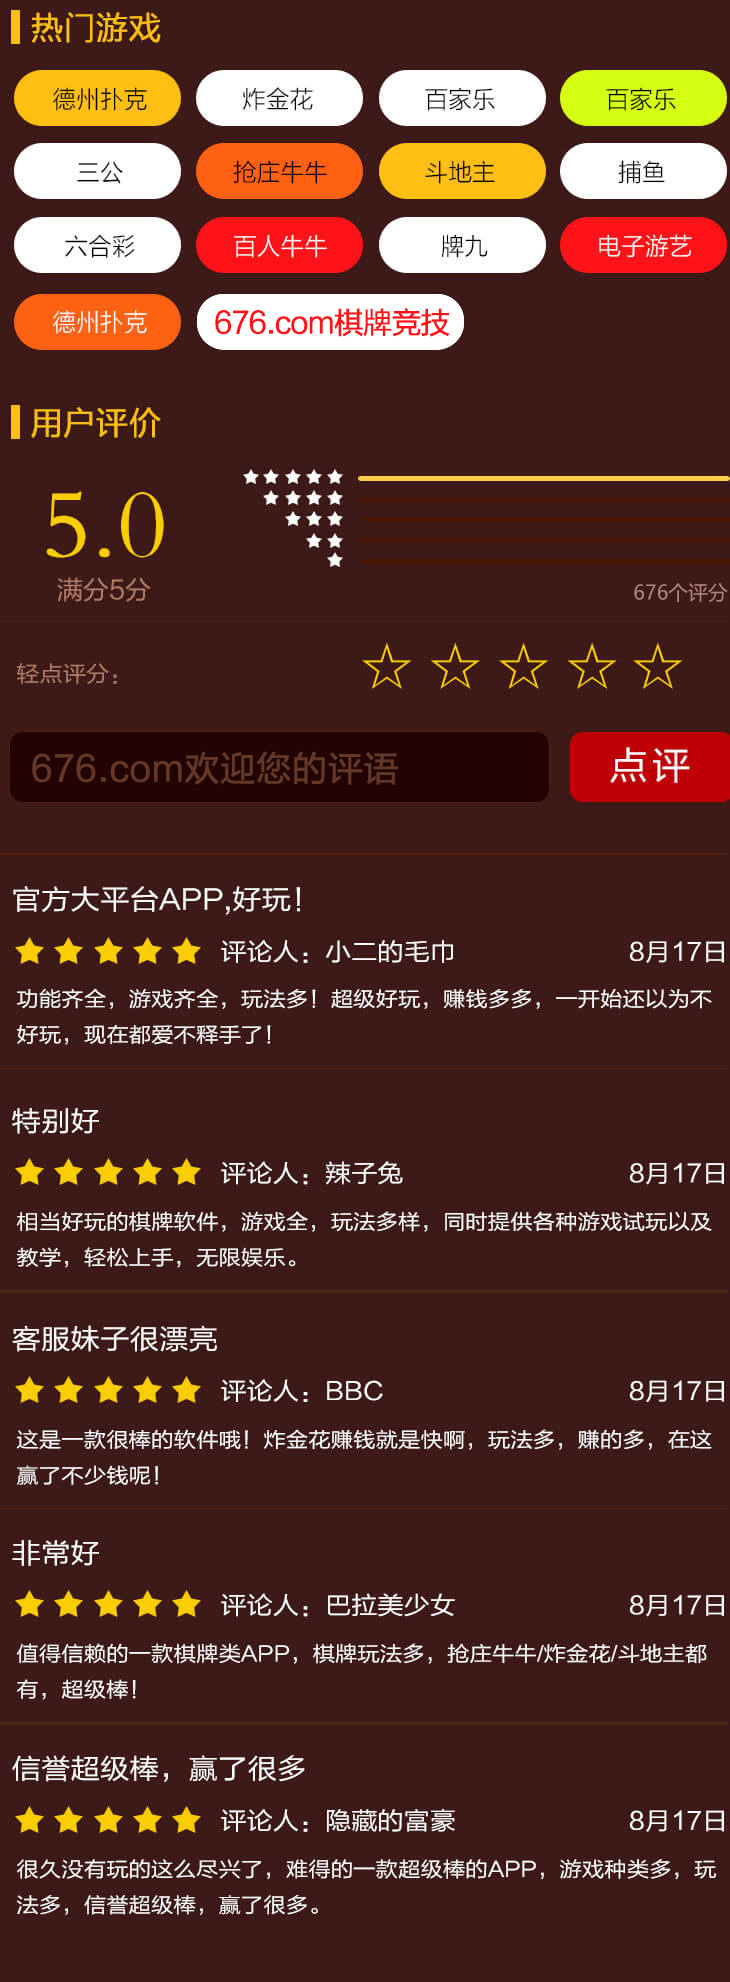 热门游戏
德州扑克 炸金花 百家乐 百家乐
三公 抢庄牛牛 斗地主 捕鱼
六合彩 百人牛牛 牌九 电子游艺
德州扑克 676.com棋牌竞技
用户评价
5.0
满分5分
676个评分
轻点评分：
676.com欢迎您的评语 点评
官方大平台APP,好玩！
评论人：小二的毛巾 8月17日
功能齐全，游戏齐全，玩法多！超级好玩，赚钱多多，一开始还以为不
好玩，现在都爱不释手了！
特别好
评论人：辣子兔 8月17日
相当好玩的棋牌软件，游戏全，玩法多样，同时提供各种游戏试玩以及
教学，轻松上手，无限娱乐。
客服妹子很漂亮
评论人：BBC 8月17日
这是一款很棒的软件哦！炸金花赚钱就是快啊，玩法多，赚的多，在这
赢了不少钱呢！
非常好
评论人：巴拉美少女 8月17日
值得信赖的一款棋牌类APP，棋牌玩法多，抢庄牛牛/炸金花/斗地主都
有，超级棒！
信誉超级棒，赢了很多
评论人：隐藏的富豪 8月17日
很久没有玩的这么尽兴了，难得的一款超级棒的APP，游戏种类多，玩
法多，信誉超级棒，赢了很多。